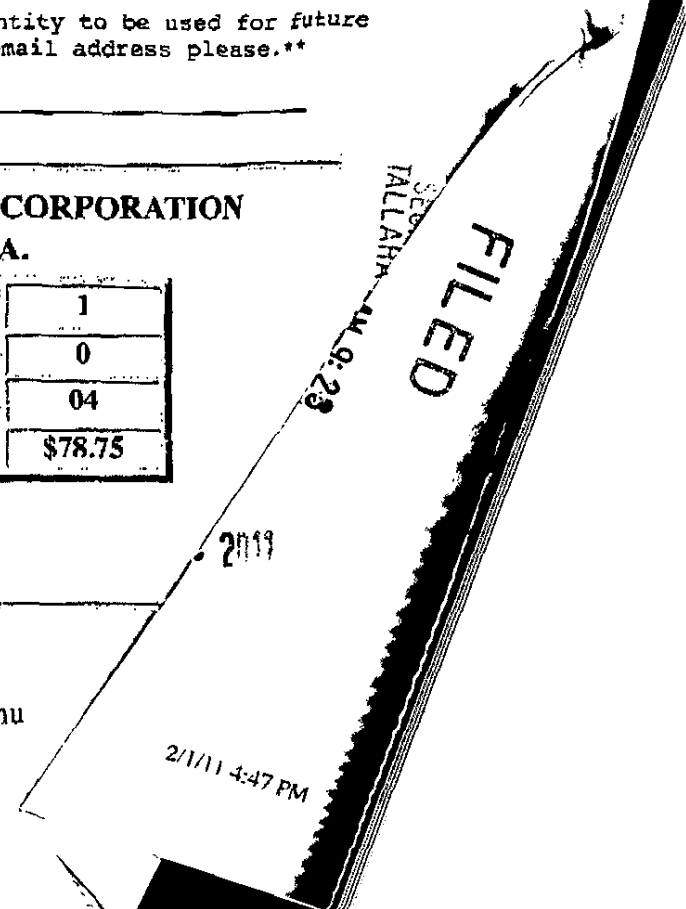 ntity to be used for future
mail address please.**
CORPORATION
A.
1
0
04
$78.75
TALLAHA
FILED
9:23
2011
nu
2/1/11 4:47 PM